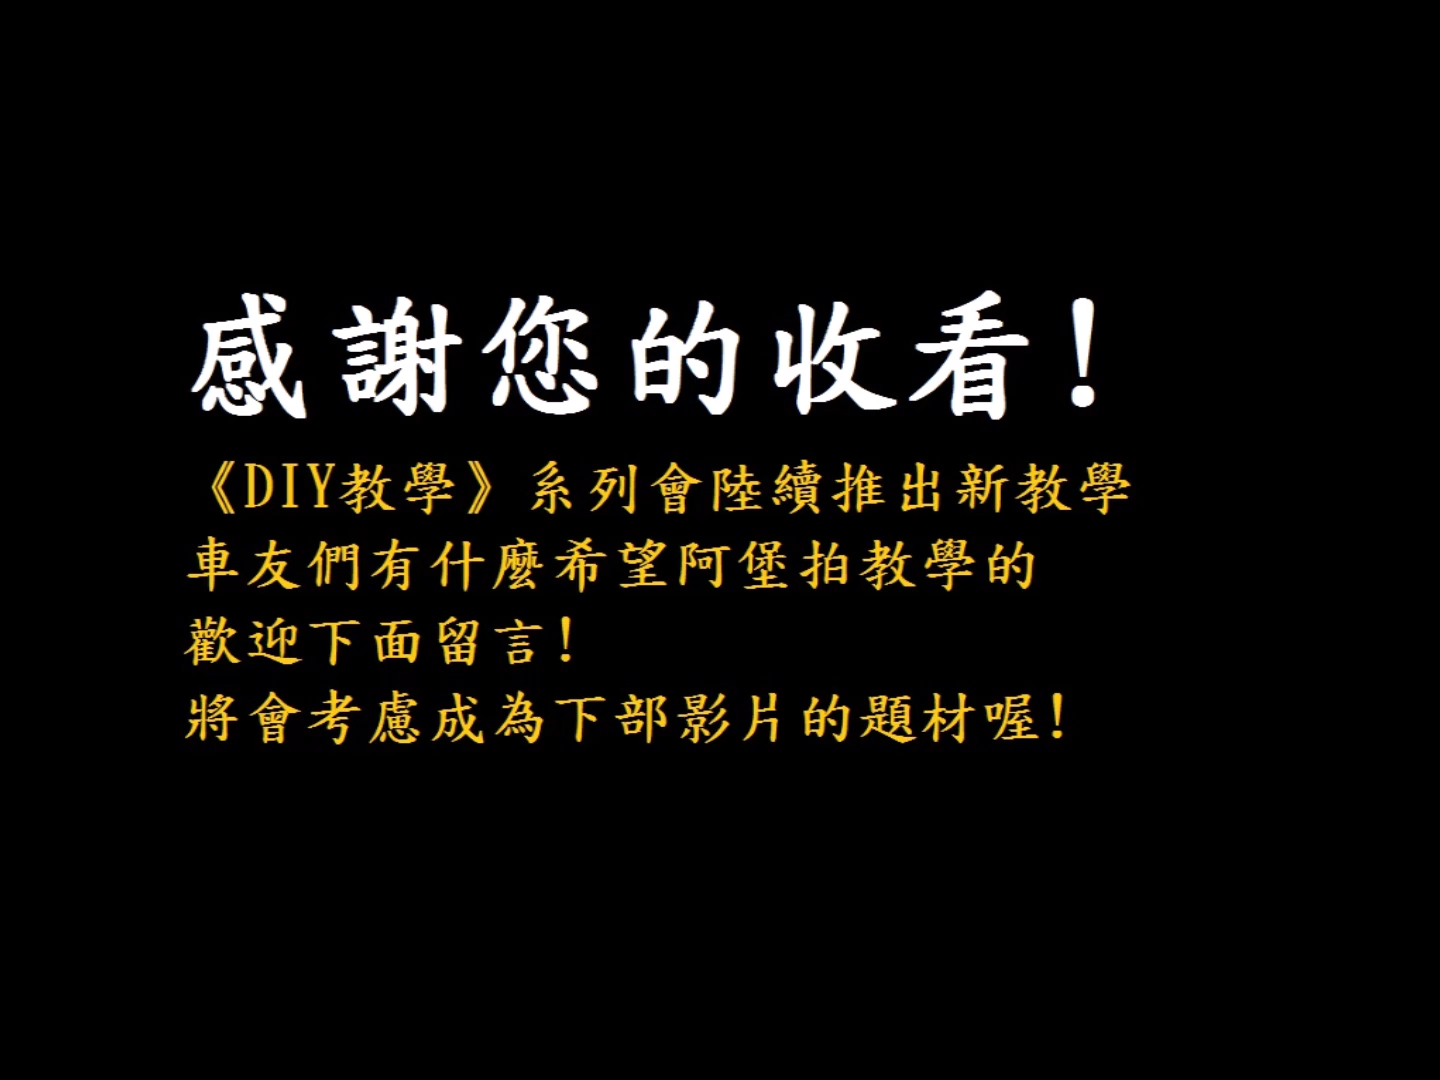 感謝您的收看!
《DIY教學》系列會陸續推出新教學
車友們有什麼希望阿堡拍教學的
歡迎下面留言!
將會考慮成為下部影片的題材喔!